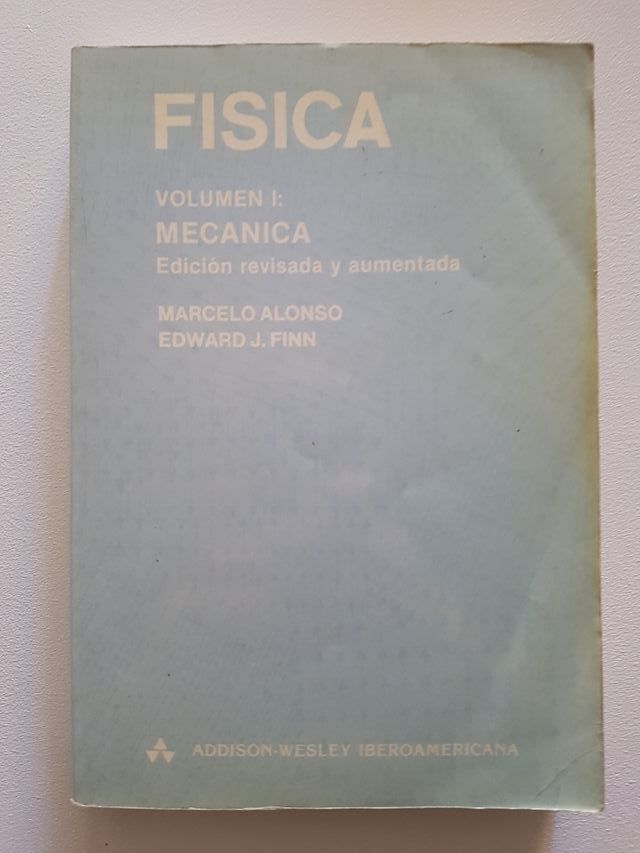 FISICA
VOLUMEN I:
MECANICA
Edición revisada y aumentada
MARCELO ALONSO
EDWARD J. FINN
ADDISON-WESLEY IBEROAMERICANA